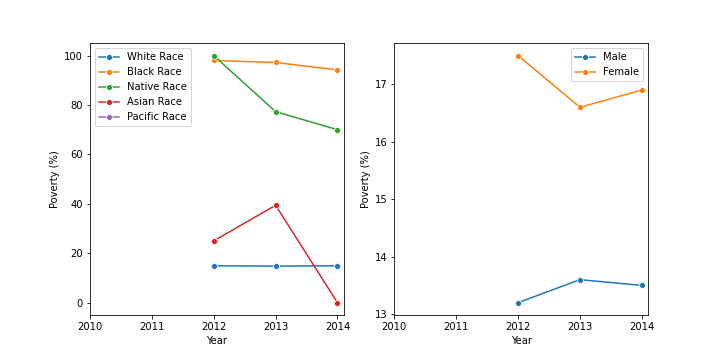 100
80
60
40
20
0
Poverty (%)
White Race
Black Race
Native Race
Asian Race
Pacific Race
2010 2011 2012 2013 2014
Year
17
16
15
14
13
Poverty (%)
Male
Female
2010 2011 2012 2013 2014
Year